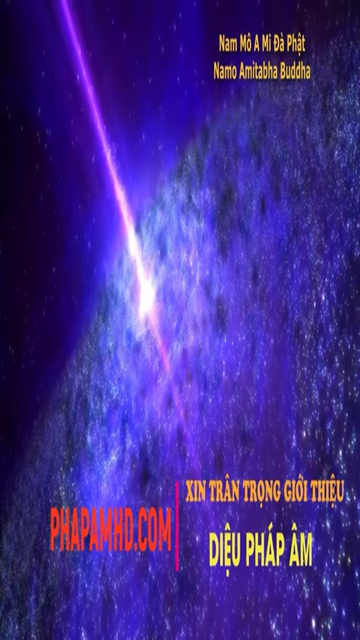 Nam Mô A Mi Đà Phật
Namo Amitabha Buddha
XIN TRÂN TRỌNG GIỚI THIỆU
PHAPAMHD.COM
DIỆU PHÁP ÂM